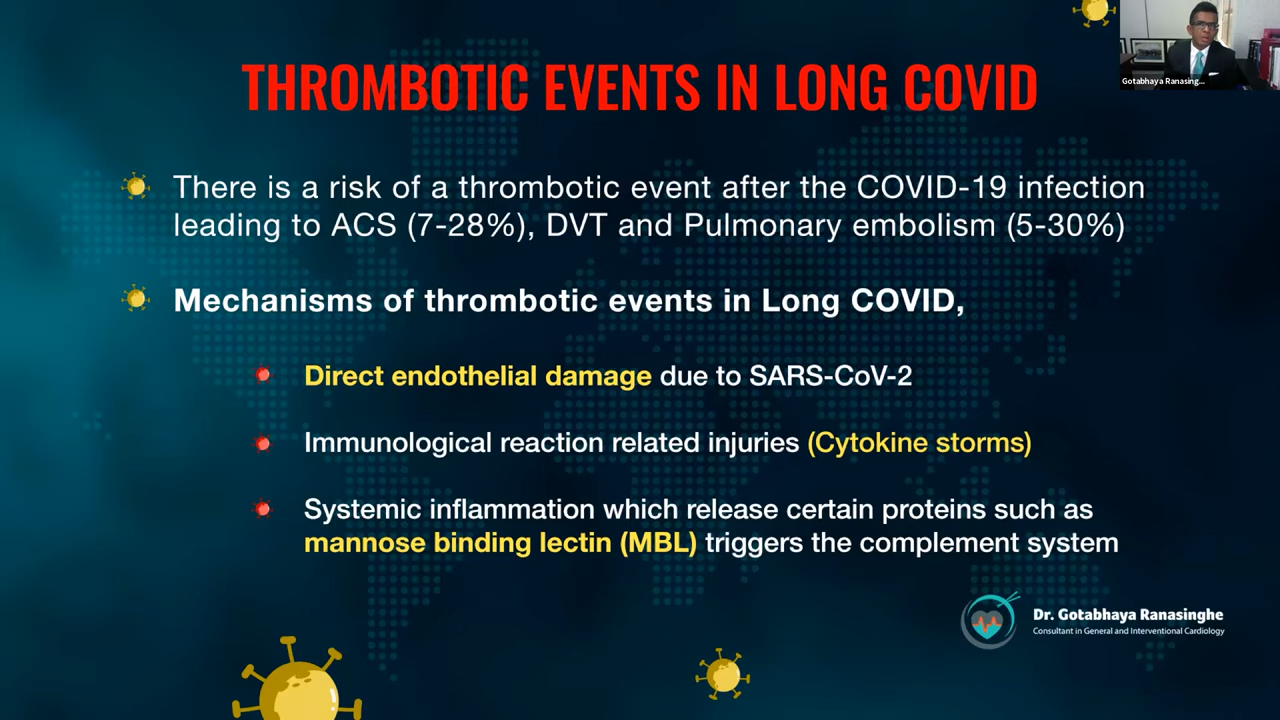 Gotabhaya Ranasing...
THROMBOTIC EVENTS IN LONG COVID
There is a risk of a thrombotic event after the COVID-19 infection
leading to ACS (7-28%), DVT and Pulmonary embolism (5-30%)
Mechanisms of thrombotic events in Long COVID,
Direct endothelial damage due to SARS-CoV-2
Immunological reaction related injuries (Cytokine storms)
Systemic inflammation which release certain proteins such as
mannose binding lectin (MBL) triggers the complement system
Dr. Gotabhaya Ranasinghe
Consultant in General and Interventional Cardiology